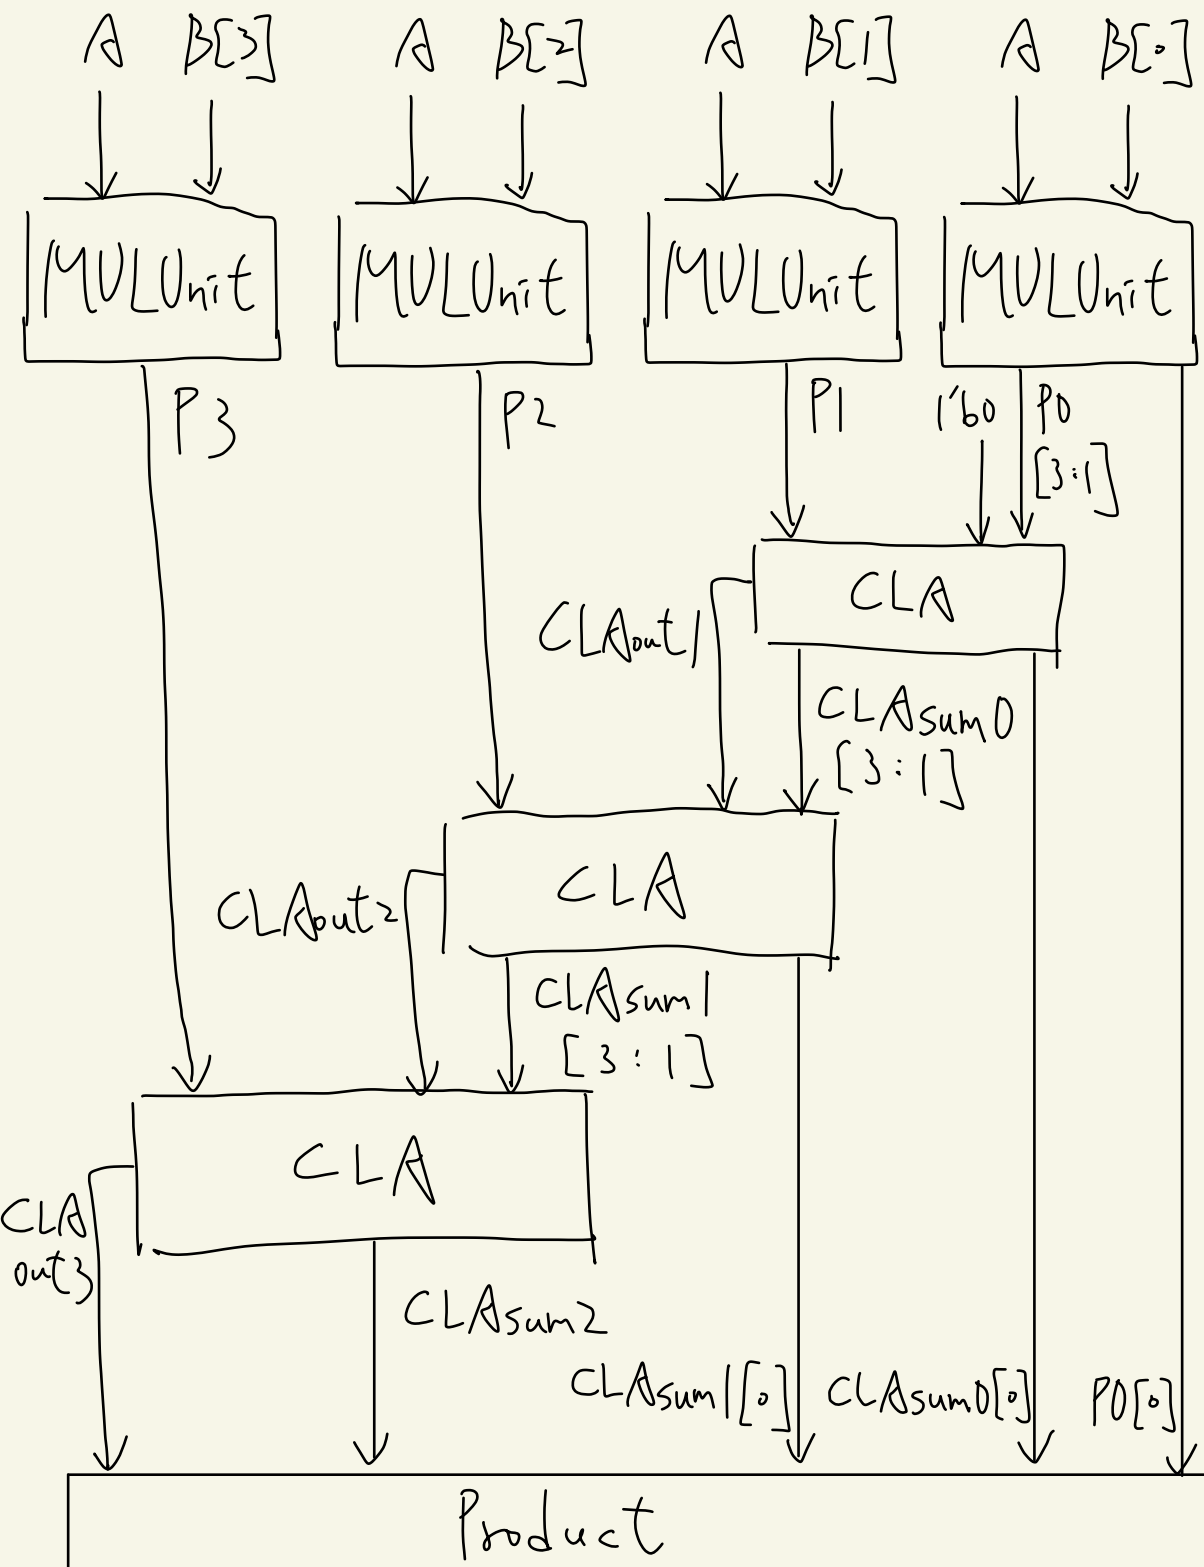 A B[3] A B[2] A B[1] A B[0]
MULUnit MULUnit MULUnit MULUnit
P3 P2 P1 1'b0 P0
[3:1]
CLA
CLAout1
CLAsum0
[3:1]
CLA
CLAout2
CLAsum1
[3:1]
CLA
CLA
out3
CLAsum2
CLAsum1[0] CLAsum0[0] P0[0]
Product